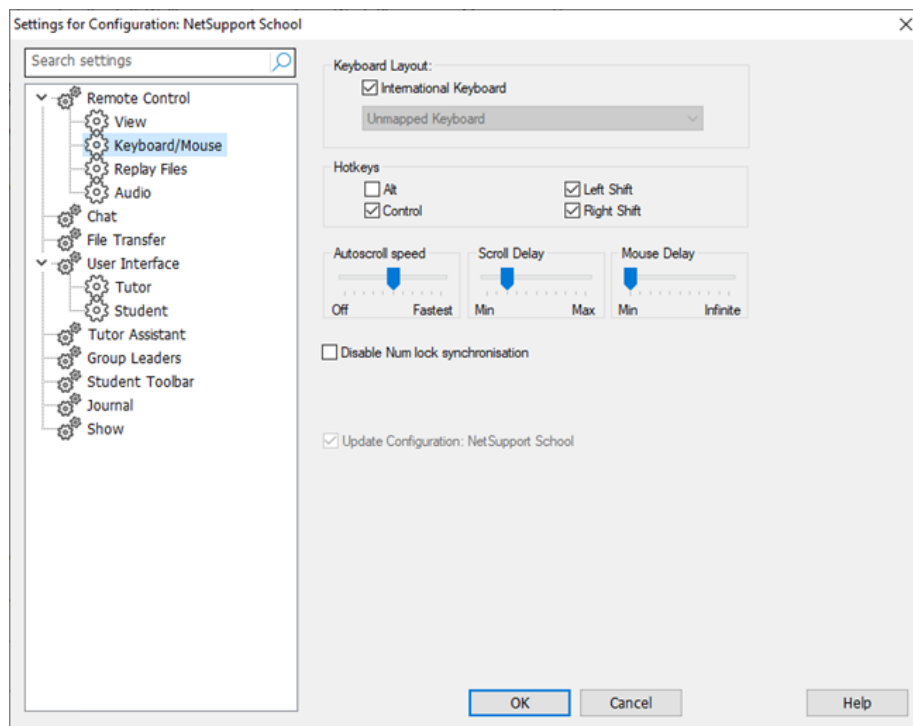 Settings for Configuration: NetSupport School
Search settings
Remote Control
View
Keyboard/Mouse
Replay Files
Audio
Chat
File Transfer
User Interface
Tutor
Student
Tutor Assistant
Group Leaders
Student Toolbar
Journal
Show
Keyboard Layout:
International Keyboard
Unmapped Keyboard
Hotkeys
Alt Left Shift
Control Right Shift
Autoscroll speed Scroll Delay Mouse Delay
Off Fastest Min Max Min Infinite
Disable Num lock synchronisation
Update Configuration: NetSupport School
OK Cancel Help